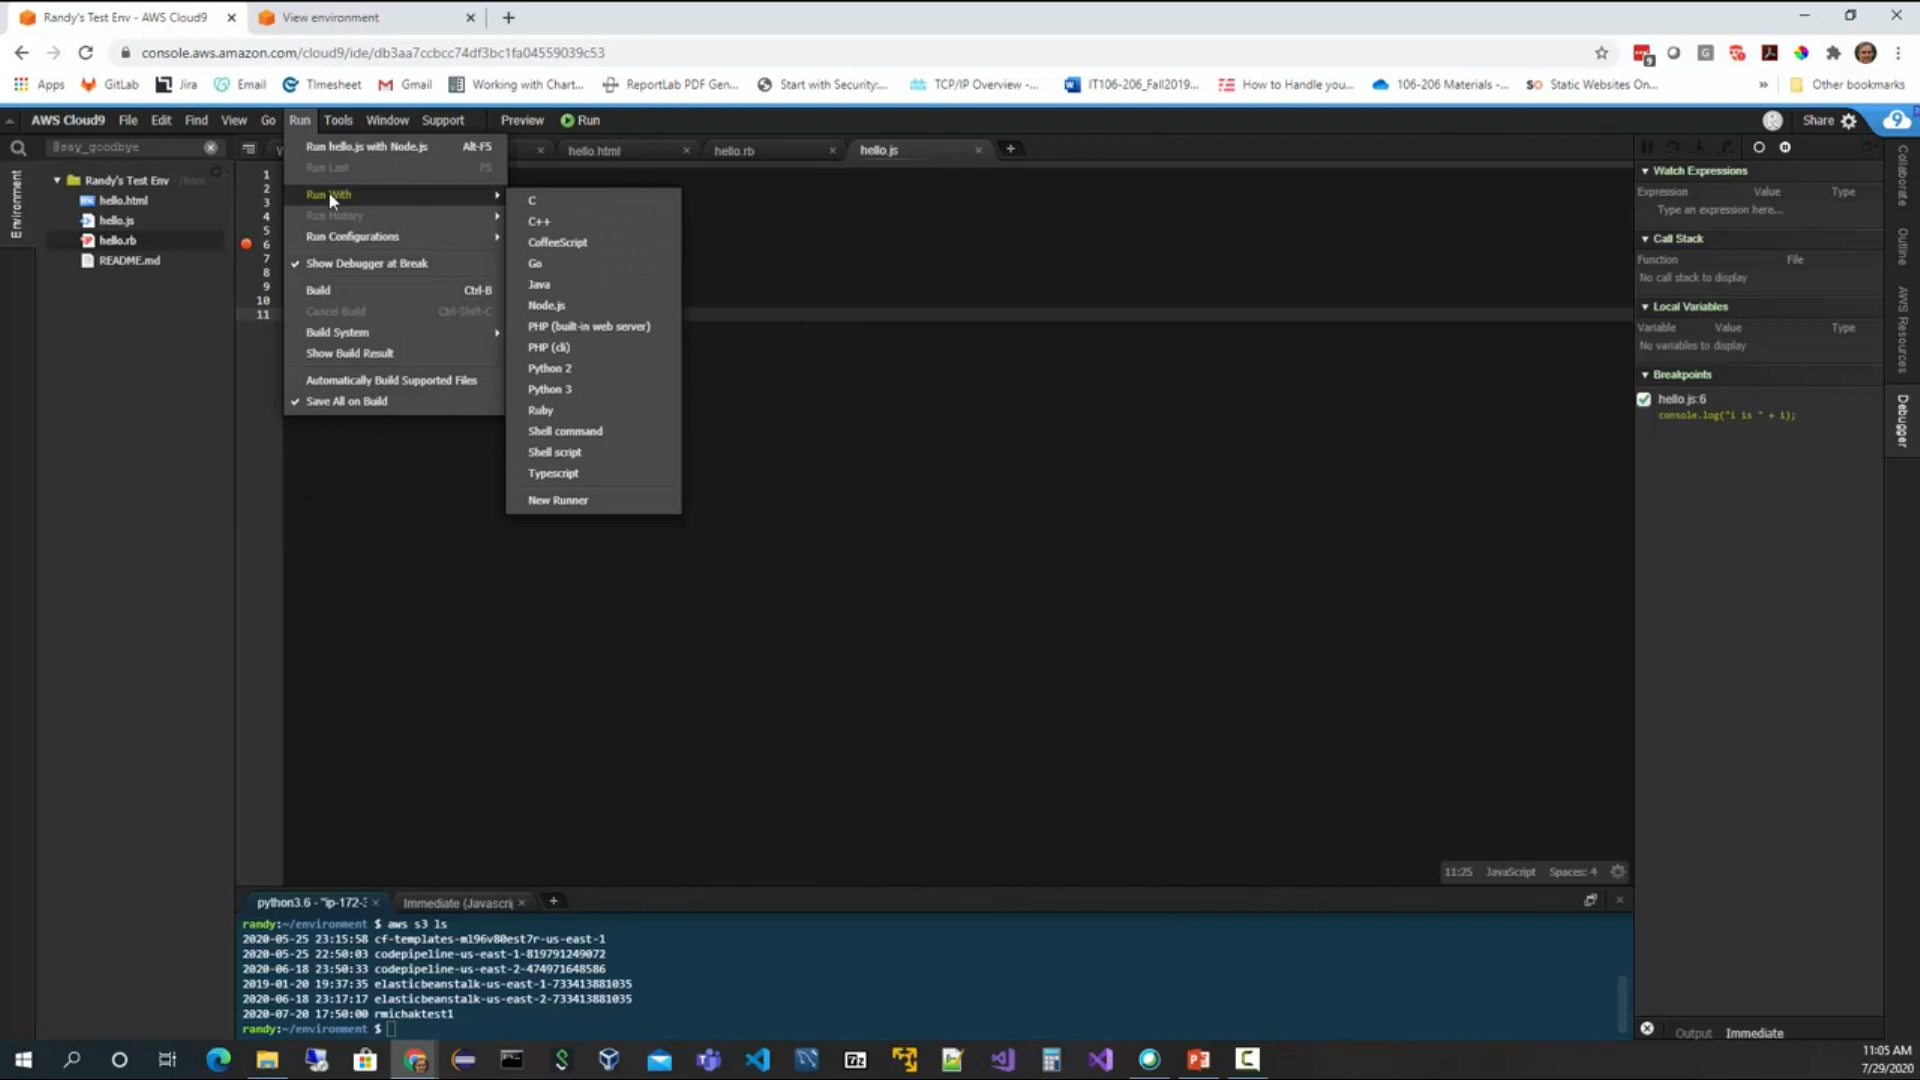 Randy's Test Env - AWS Cloud9
View environment
console.aws.amazon.com/cloud9/ide/db3aa7ccbcc74df3bc1fa04559039c53
Apps
GitLab
Jira
Email
TImesheet
Gmail
Working with Chart...
ReportLab PDF Gen...
Start with Security:...
TCP/IP Overview -...
IT106-206_Fall2019...
How to Handle you...
106-206 Materials -...
Static Websites On...
»
Other bookmarks
AWS Cloud9 File Edit Find View Go Run Tools Window Support Preview Run
Share
@say_goodbye
hello.html
hello.rb
hello.js
Environment
Randy's Test Env
hello.html
hello.js
hello.rb
README.md
1
2
3
4
5
6
7
8
9
10
11
Run hello.js with Node.js Alt-F5
Run Last F5
Run With
Run History
Run Configurations
Show Debugger at Break
Build Ctrl-B
Cancel Build Ctrl-Shift-C
Build System
Show Build Result
Automatically Build Supported Files
Save All on Build
C
C++
CoffeeScript
Go
Java
Node.js
PHP (built-in web server)
PHP (cli)
Python 2
Python 3
Ruby
Shell command
Shell script
Typescript
New Runner
Watch Expressions
Expression Value Type
Type an expression here...
Call Stack
Function File
No call stack to display
Local Variables
Variable Value Type
No variables to display
Breakpoints
hello.js:6
console.log("i is " + i);
Collaborate
Outline
AWS Resources
Debugger
11:25 JavaScript Spaces: 4
python3.6 - "ip-172-3
Immediate (Javascrip
randy:~/environment $ aws s3 ls
2020-05-25 23:15:58 cf-templates-ml96v80est7r-us-east-1
2020-05-25 22:50:03 codepipeline-us-east-1-819791249072
2020-06-18 23:50:33 codepipeline-us-east-2-474971648586
2019-01-20 19:37:35 elasticbeanstalk-us-east-1-733413881035
2020-06-18 23:17:17 elasticbeanstalk-us-east-2-733413881035
2020-07-20 17:50:00 rmichaktest1
randy:~/environment $
Output Immediate
11:05 AM
7/29/2020